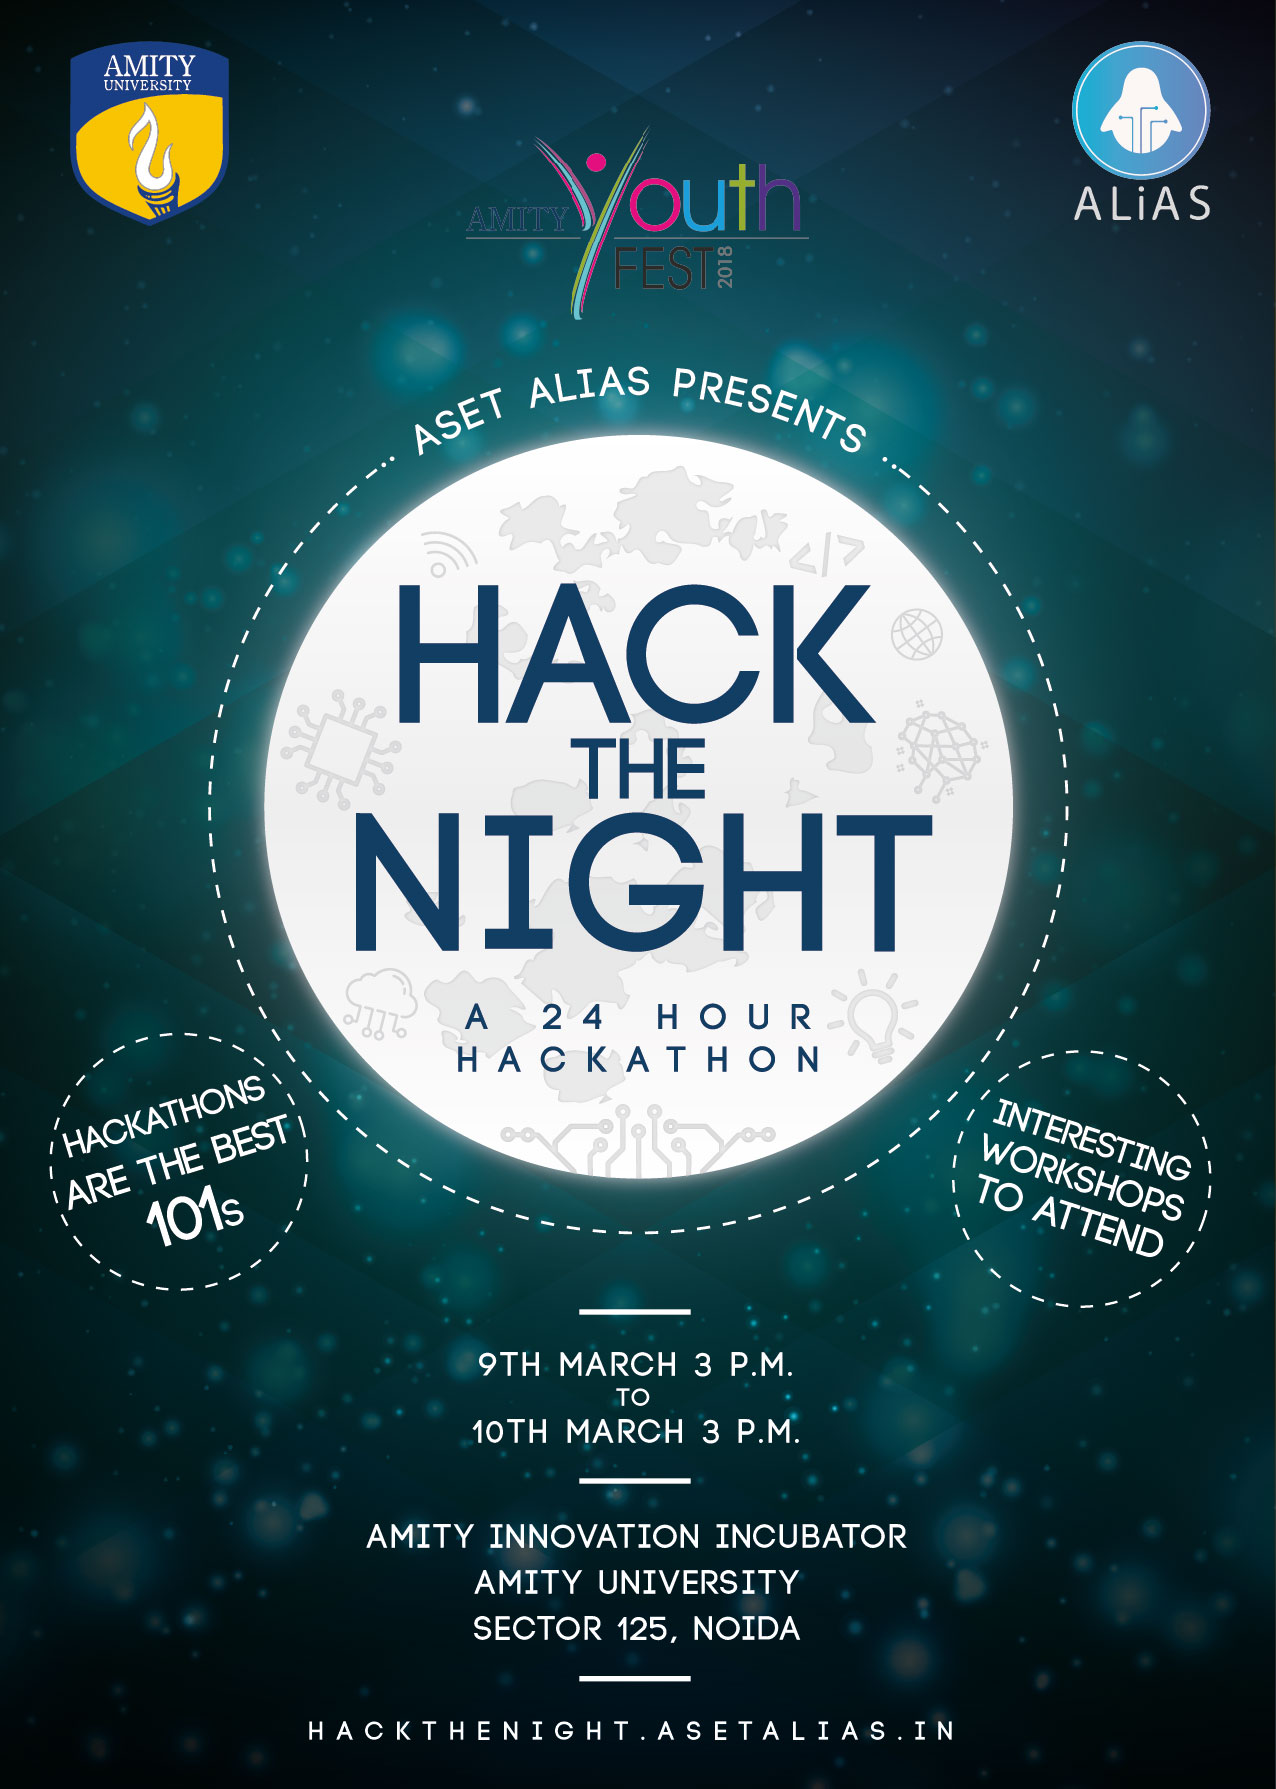 AMITY
UNIVERSITY
ALiAS
AMITY Youth
FEST 2018
ASET ALIAS PRESENTS
</>
HACK
THE
NIGHT
A 24 HOUR
HACKATHON
HACKATHONS
ARE THE BEST
101s
INTERESTING
WORKSHOPS
TO ATTEND
9TH MARCH 3 P.M.
TO
10TH MARCH 3 P.M.
AMITY INNOVATION INCUBATOR
AMITY UNIVERSITY
SECTOR 125, NOIDA
HACKTHENIGHT.ASETALIAS.IN